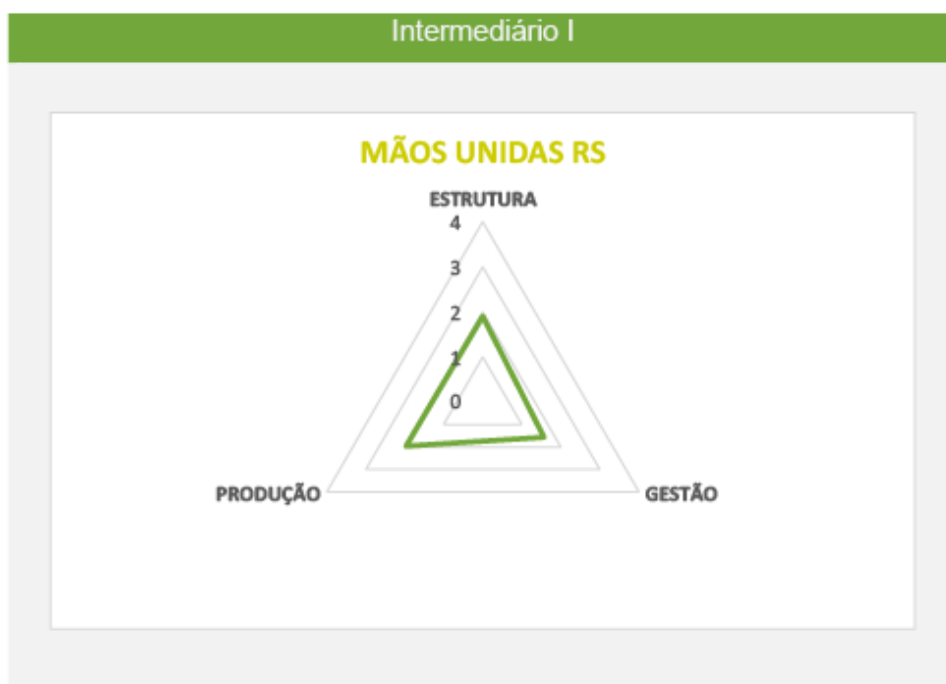 Intermediário I
MÃOS UNIDAS RS
ESTRUTURA
4
3
2
1
0
PRODUÇÃO
GESTÃO